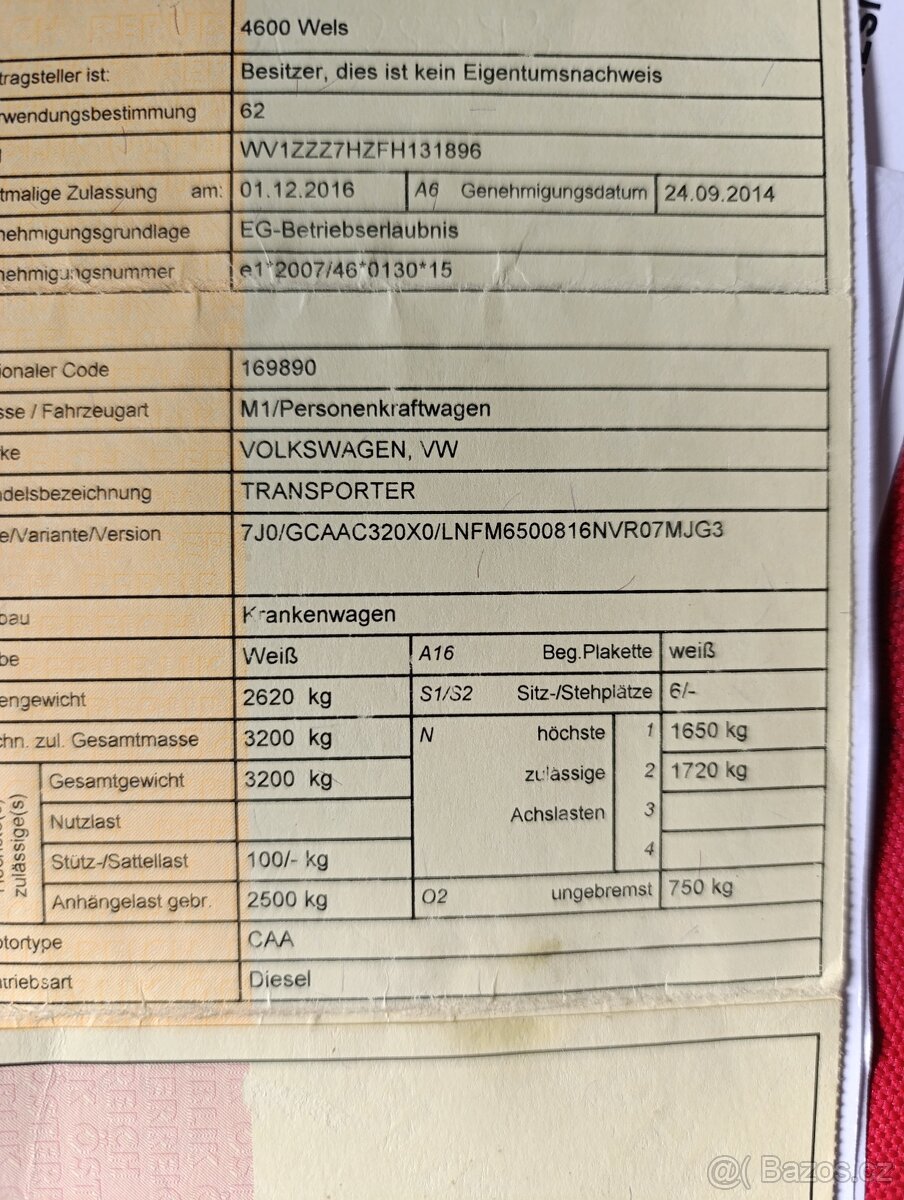 4600 Wels
tragsteller ist: Besitzer, dies ist kein Eigentumsnachweis
rwendungsbestimmung 62
WV1ZZZ7HZFH131896
tmalige Zulassung am: 01.12.2016 A6 Genehmigungsdatum 24.09.2014
nehmigungsgrundlage EG-Betriebserlaubnis
nehmigungsnummer e1*2007/46*0130*15
ionaler Code 169890
sse / Fahrzeugart M1/Personenkraftwagen
ke VOLKSWAGEN, VW
ndelsbezeichnung TRANSPORTER
e/Variante/Version 7J0/GCAAC320X0/LNFM6500816NVR07MJG3
bau Krankenwagen
be Weiß A16 Beg.Plakette weiß
engewicht 2620 kg S1/S2 Sitz-/Stehplätze 6/-
chn. zul. Gesamtmasse 3200 kg N höchste 1 1650 kg
zulässige(s) Gesamtgewicht 3200 kg zulässige 2 1720 kg
Nutzlast Achslasten 3
4
Stütz-/Sattellast 100/- kg
Anhängelast gebr. 2500 kg O2 ungebremst 750 kg
otortype CAA
triebsart Diesel
@( Bazos.cz